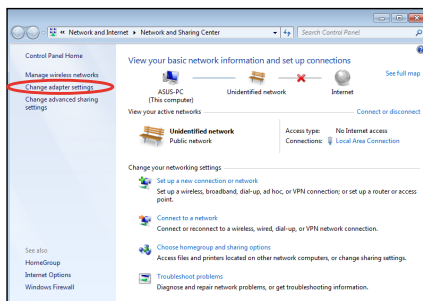 « Network and Internet ▸ Network and Sharing Center
Search Control Panel
Control Panel Home
Manage wireless networks
Change adapter settings
Change advanced sharing
settings
View your basic network information and set up connections
See full map
ASUS-PC
(This computer)
Unidentified network
Internet
View your active networks
Connect or disconnect
Unidentified network
Public network
Access type: No Internet access
Connections: Local Area Connection
Change your networking settings
Set up a new connection or network
Set up a wireless, broadband, dial-up, ad hoc, or VPN connection; or set up a router or access
point.
Connect to a network
Connect or reconnect to a wireless, wired, dial-up, or VPN network connection.
Choose homegroup and sharing options
Access files and printers located on other network computers, or change sharing settings.
Troubleshoot problems
Diagnose and repair network problems, or get troubleshooting information.
See also
HomeGroup
Internet Options
Windows Firewall